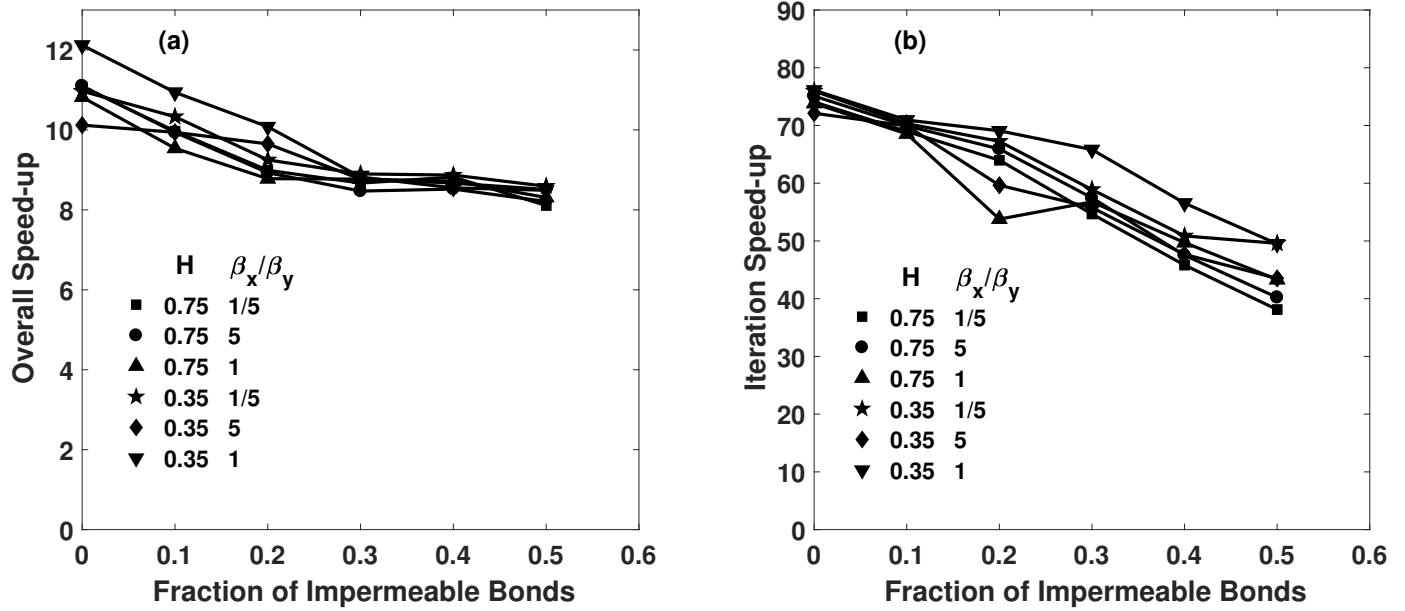 (a)
Overall Speed-up
12
10
8
6
4
2
0
H βx/βy
0.75 1/5
0.75 5
0.75 1
0.35 1/5
0.35 5
0.35 1
0 0.1 0.2 0.3 0.4 0.5 0.6
Fraction of Impermeable Bonds
(b)
Iteration Speed-up
90
80
70
60
50
40
30
20
10
0
H βx/βy
0.75 1/5
0.75 5
0.75 1
0.35 1/5
0.35 5
0.35 1
0 0.1 0.2 0.3 0.4 0.5 0.6
Fraction of Impermeable Bonds